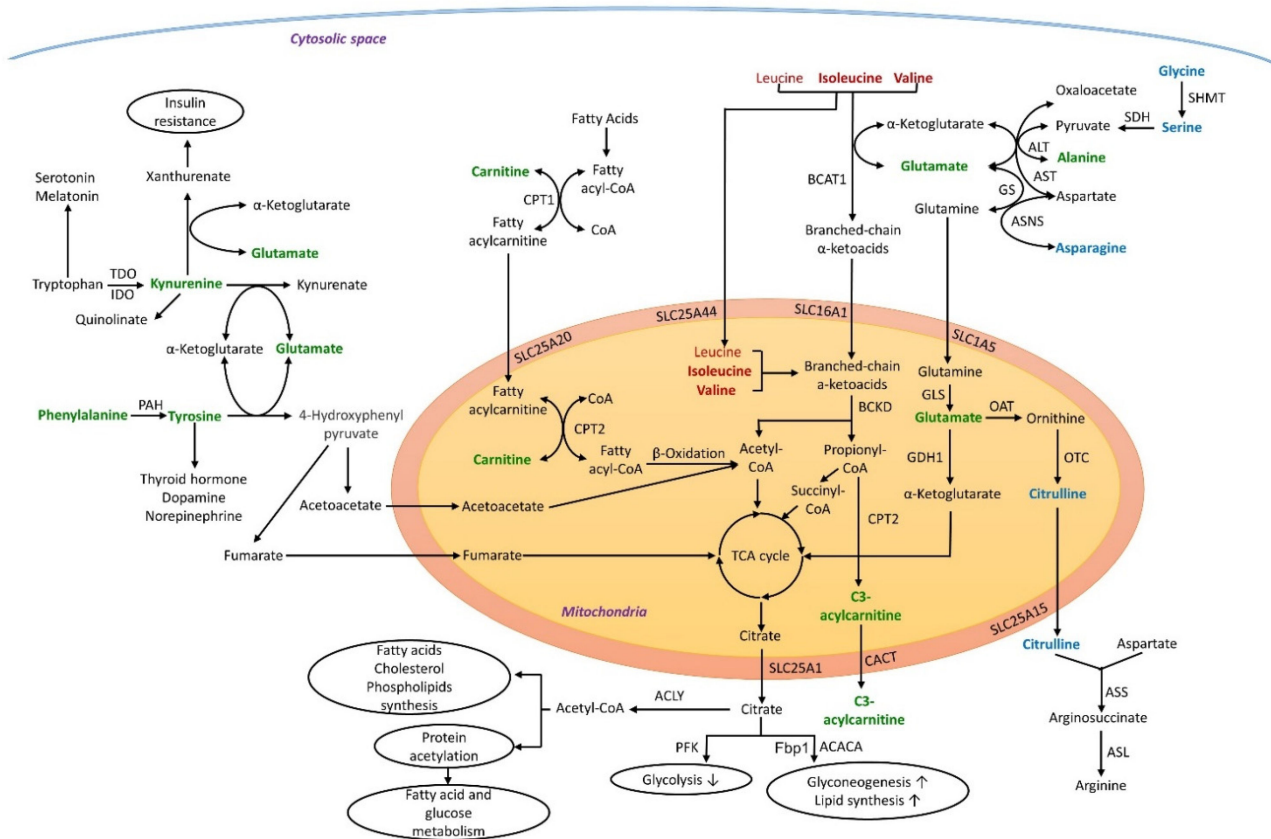 Cytosolic space
Leucine Isoleucine Valine
Glycine
SHMT
Serine
SDH
Oxaloacetate
Pyruvate
ALT
Alanine
AST
Aspartate
α-Ketoglutarate
Glutamate
GS
Glutamine
ASNS
Asparagine
BCAT1
Branched-chain
α-ketoacids
Insulin
resistance
Xanthurenate
α-Ketoglutarate
Glutamate
Serotonin
Melatonin
Tryptophan
TDO
IDO
Kynurenine
Kynurenate
Quinolinate
α-Ketoglutarate
Glutamate
Phenylalanine
PAH
Tyrosine
4-Hydroxyphenyl
pyruvate
Thyroid hormone
Dopamine
Norepinephrine
Acetoacetate
Fumarate
Fatty Acids
Carnitine
Fatty
acyl-CoA
CPT1
Fatty
acylcarnitine
CoA
SLC25A20
SLC25A44
SLC16A1
SLC1A5
Leucine
Isoleucine
Valine
Branched-chain
a-ketoacids
BCKD
Glutamine
GLS
Glutamate
OAT
Ornithine
GDH1
OTC
α-Ketoglutarate
Citrulline
Fatty
acylcarnitine
CoA
CPT2
Carnitine
Fatty
acyl-CoA
β-Oxidation
Acetyl-
CoA
Propionyl-
CoA
Succinyl-
CoA
CPT2
Acetoacetate
Fumarate
TCA cycle
Mitochondria
C3-
acylcarnitine
Citrate
SLC25A1
CACT
SLC25A15
Citrulline
Aspartate
ASS
Arginosuccinate
ASL
Arginine
C3-
acylcarnitine
Citrate
ACLY
Acetyl-CoA
Fatty acids
Cholesterol
Phospholipids
synthesis
Protein
acetylation
Fatty acid and
glucose
metabolism
PFK
Fbp1
ACACA
Glycolysis ↓
Glyconeogenesis ↑
Lipid synthesis ↑